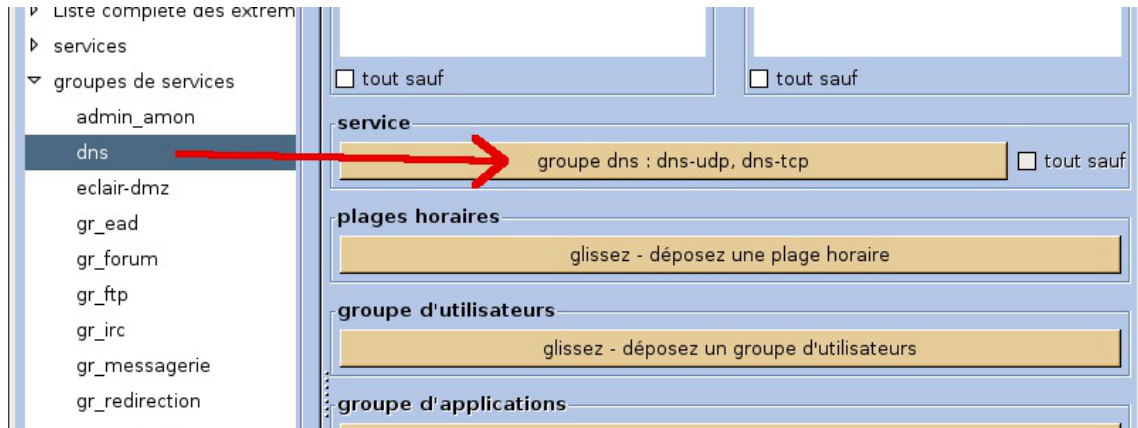 Liste complète des extrem
services
groupes de services
admin_amon
dns
eclair-dmz
gr_ead
gr_forum
gr_ftp
gr_irc
gr_messagerie
gr_redirection
tout sauf
tout sauf
service
groupe dns : dns-udp, dns-tcp
tout sauf
plages horaires
glissez - déposez une plage horaire
groupe d'utilisateurs
glissez - déposez un groupe d'utilisateurs
groupe d'applications